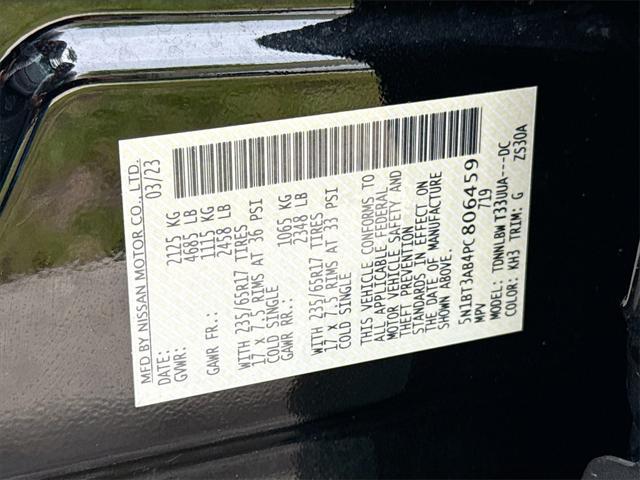 MFD BY NISSAN MOTOR CO., LTD.
DATE: 03/23
GVWR: 2125 KG
4685 LB
GAWR FR.: 1115 KG
2458 LB
WITH 235/65R17 TIRES
17 X 7.5 RIMS AT 36 PSI
COLD SINGLE
GAWR RR.: 1065 KG
2348 LB
WITH 235/65R17 TIRES
17 X 7.5 RIMS AT 33 PSI
COLD SINGLE
THIS VEHICLE CONFORMS TO
ALL APPLICABLE FEDERAL
MOTOR VEHICLE SAFETY AND
THEFT PREVENTION
STANDARDS IN EFFECT ON
THE DATE OF MANUFACTURE
SHOWN ABOVE.
5N1BT3AB4PC806459
MPV 719
MODEL: TDNNLBW T33UUA---DC
COLOR: KH3 TRIM: G ZS30A